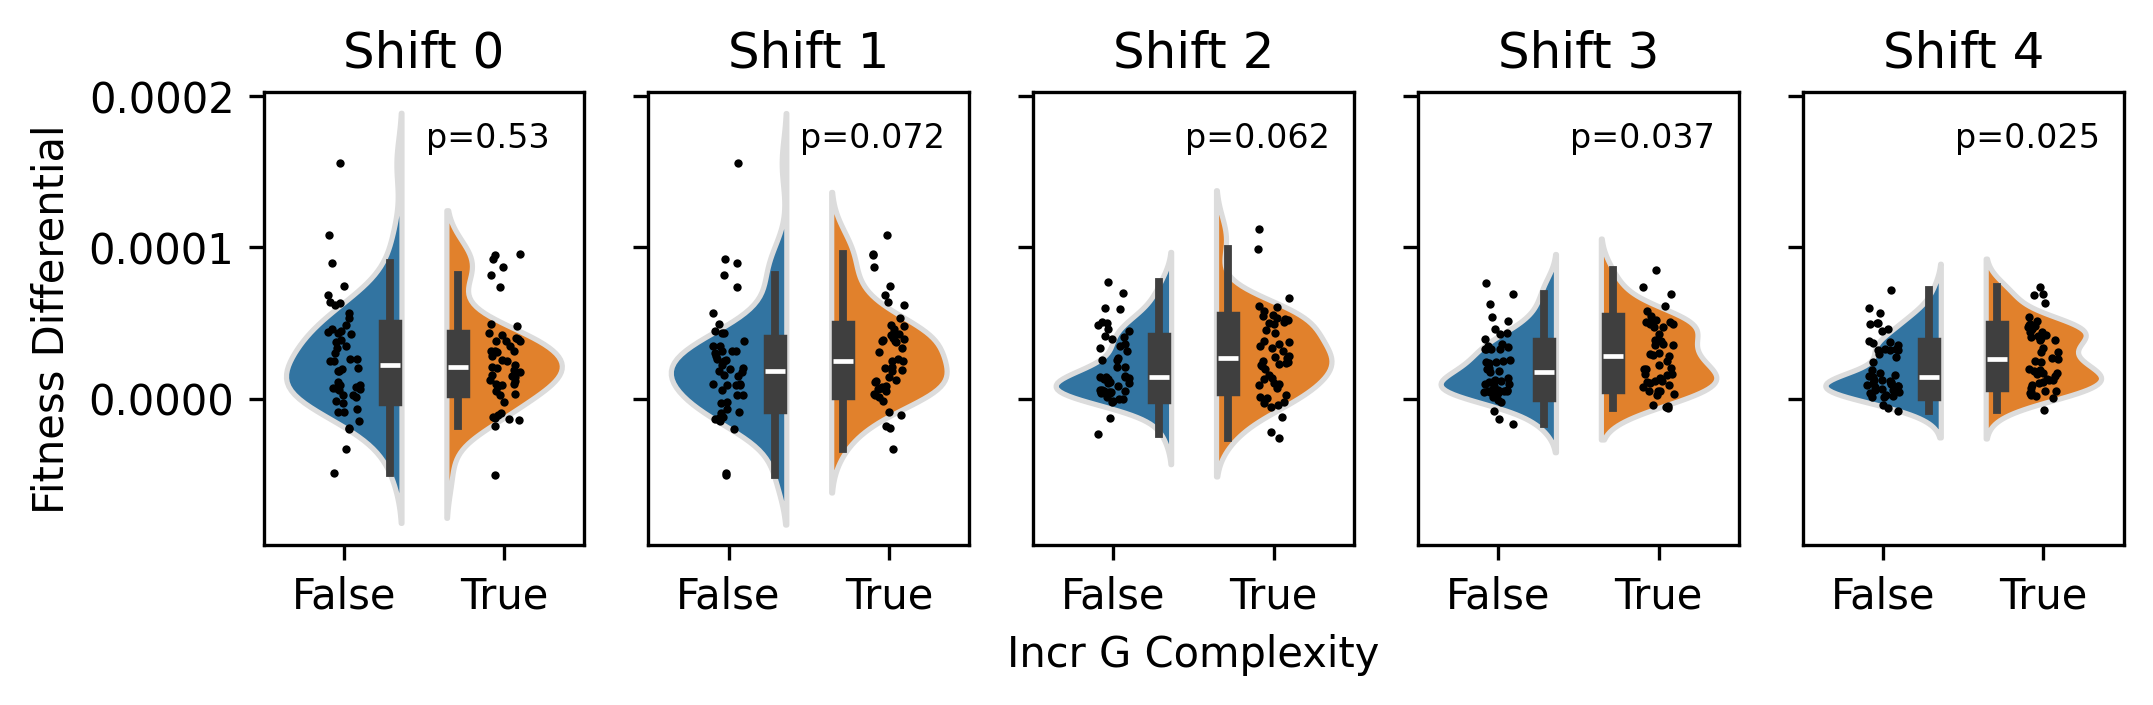 Shift 0 Shift 1 Shift 2 Shift 3 Shift 4
0.0002
p=0.53 p=0.072 p=0.062 p=0.037 p=0.025
0.0001
0.0000
Fitness Differential
False True False True False True False True False True
Incr G Complexity